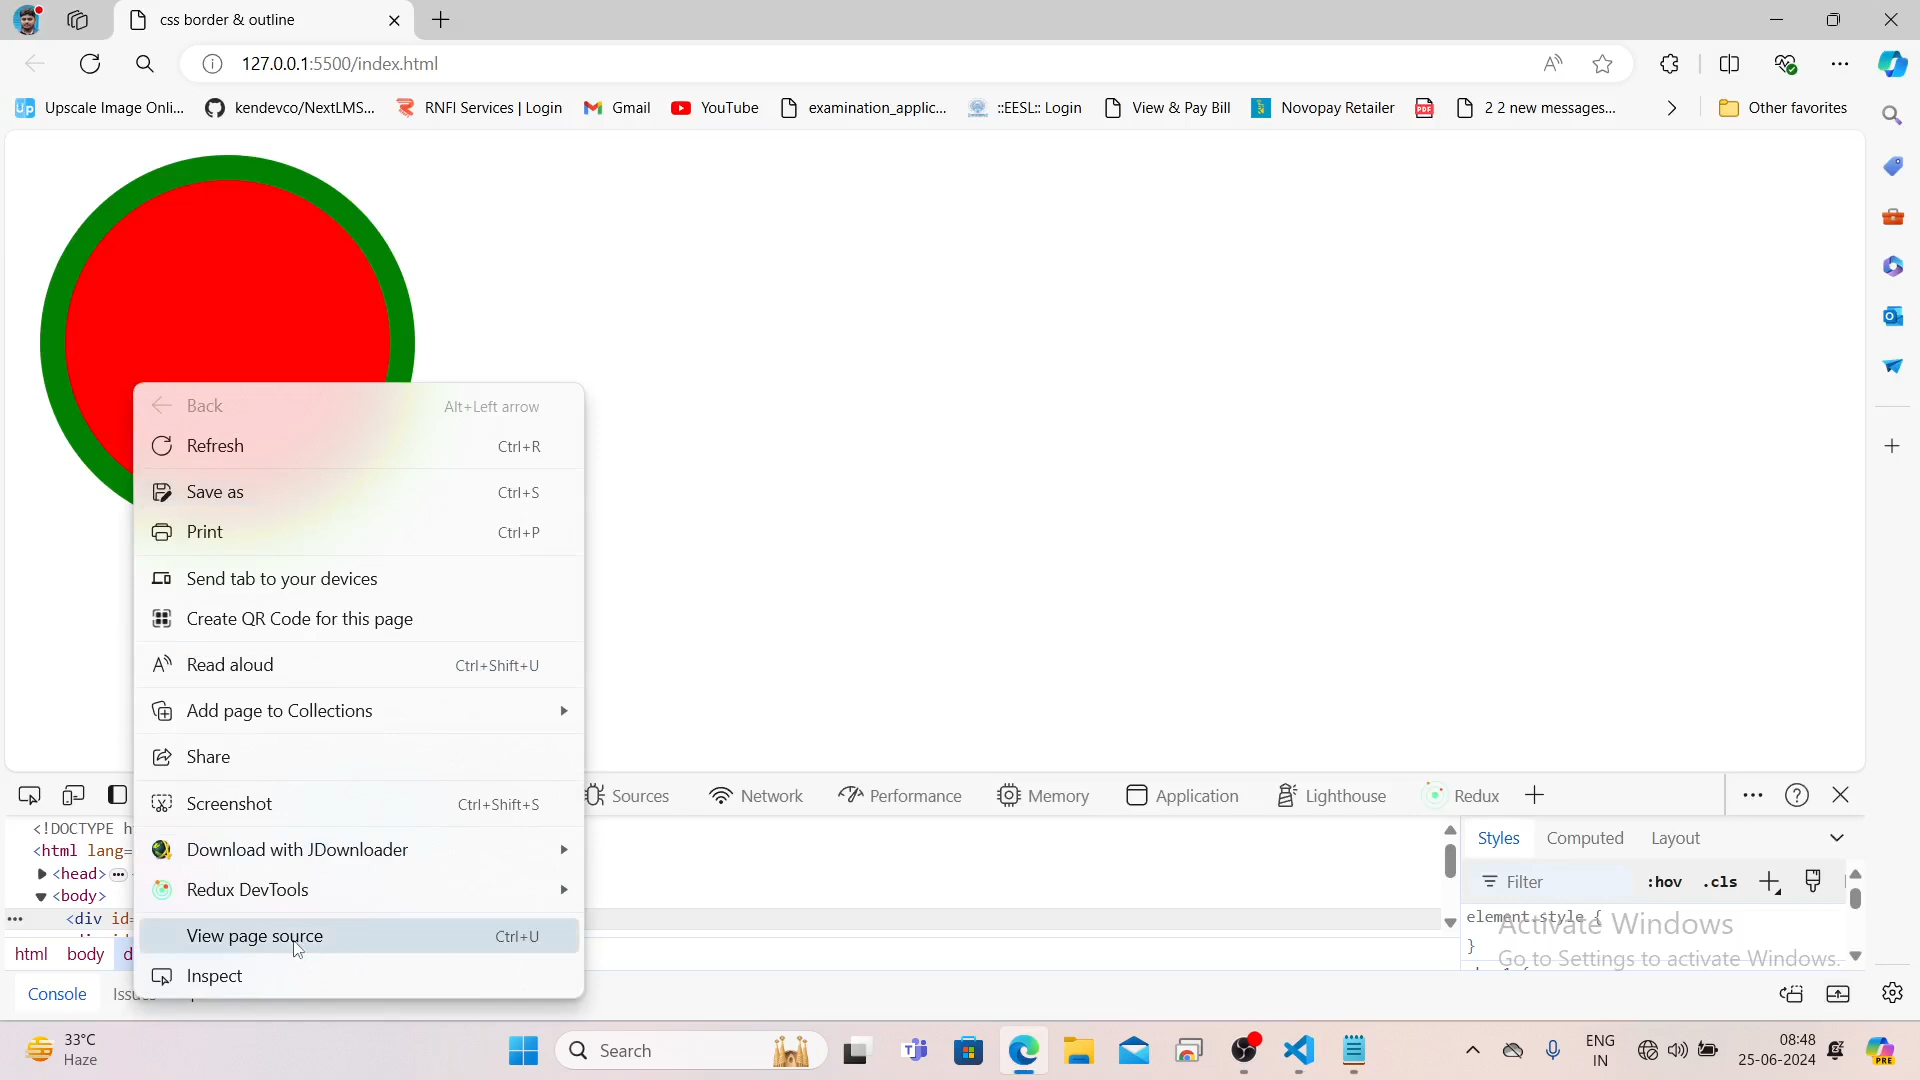 css border & outline
127.0.0.1:5500/index.html
Upscale Image Onli...
kendevco/NextLMS...
RNFI Services | Login
Gmail
YouTube
examination_applic...
::EESL:: Login
View & Pay Bill
Novopay Retailer
2 2 new messages...
Other favorites
Back Alt+Left arrow
Refresh Ctrl+R
Save as Ctrl+S
Print Ctrl+P
Send tab to your devices
Create QR Code for this page
Read aloud Ctrl+Shift+U
Add page to Collections
Share
Screenshot Ctrl+Shift+S
Download with JDownloader
Redux DevTools
View page source Ctrl+U
Inspect
Sources Network Performance Memory Application Lighthouse Redux
<!DOCTYPE h
<html lang=
<head>
<body>
<div id=
html body d
Styles Computed Layout
Filter :hov .cls
element.style {
}
Activate Windows
Go to Settings to activate Windows.
Console Issues
33°C
Haze
Search
ENG
IN
08:48
25-06-2024
PRE